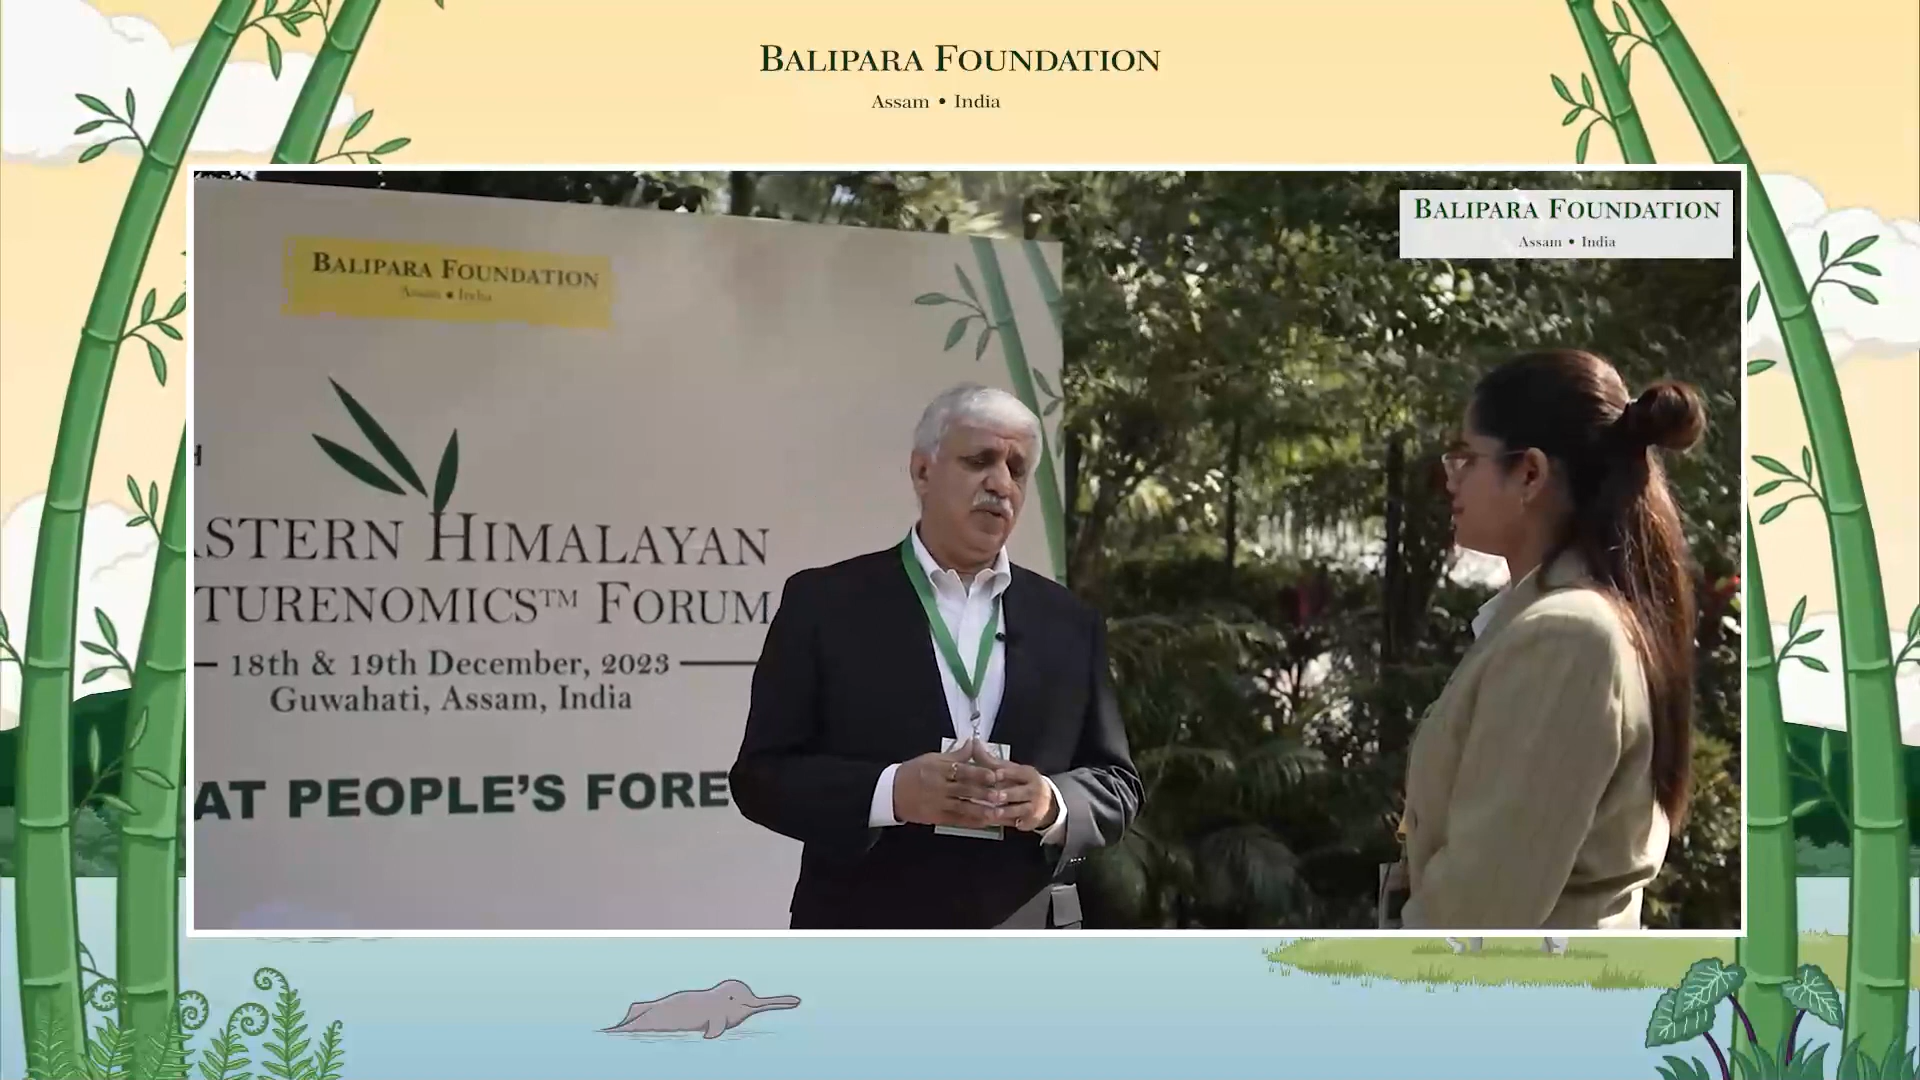 BALIPARA FOUNDATION
Assam • India
BALIPARA FOUNDATION
Assam • India
BALIPARA FOUNDATION
Assam • India
H
ASTERN HIMALAYAN
TURENOMICS™ FORUM
18th & 19th December, 2023
Guwahati, Assam, India
AT PEOPLE'S FORE